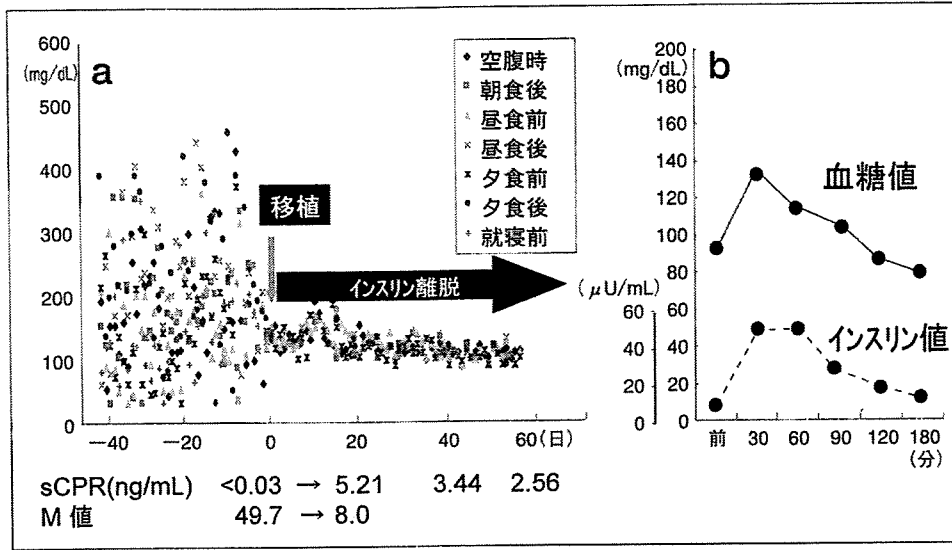 a
600
(mg/dL)
500
400
300
200
100
0
−40
−20
0
20
40
60(日)
空腹時
朝食後
昼食前
昼食後
夕食前
夕食後
就寝前
移植
インスリン離脱
sCPR(ng/mL) <0.03 → 5.21 3.44 2.56
M 値 49.7 → 8.0
b
200
(mg/dL)
180
160
140
120
100
80
60
40
20
0
(μU/mL)
60
40
20
0
血糖値
インスリン値
前 30 60 90 120 180
(分)